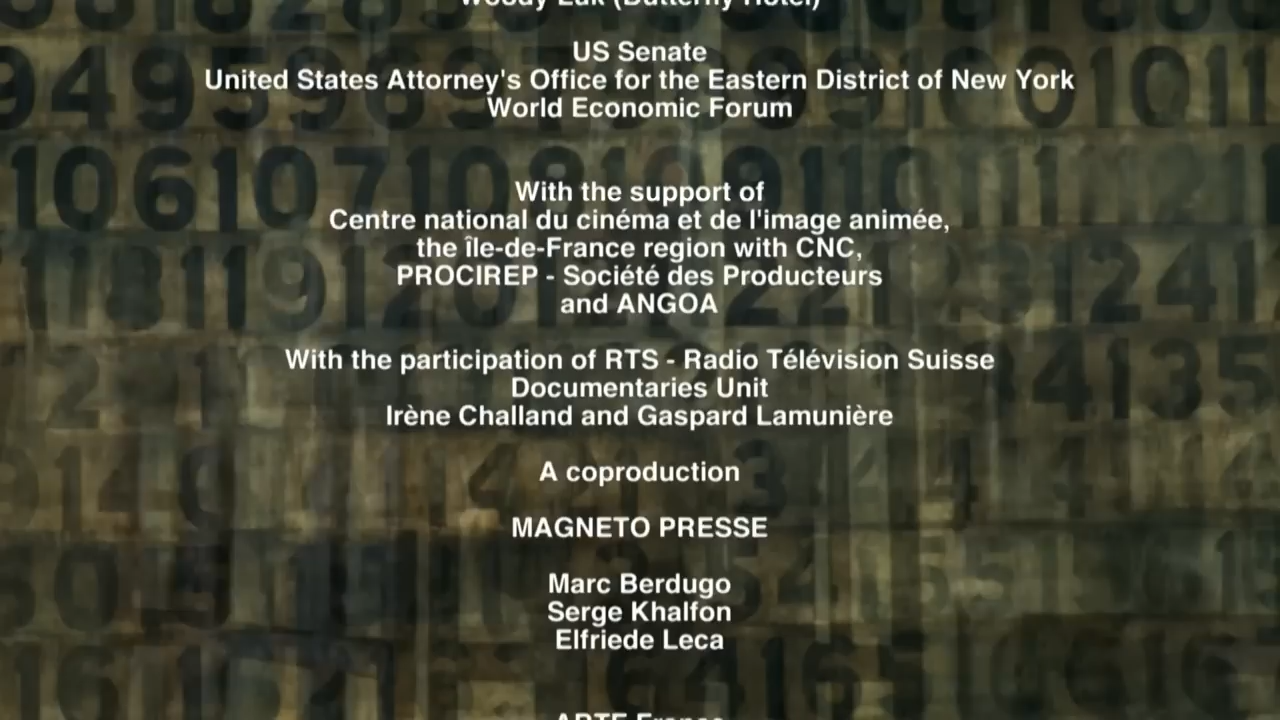 US Senate
United States Attorney's Office for the Eastern District of New York
World Economic Forum
With the support of
Centre national du cinéma et de l'image animée,
the Île-de-France region with CNC,
PROCIREP - Société des Producteurs
and ANGOA
With the participation of RTS - Radio Télévision Suisse
Documentaries Unit
Irène Challand and Gaspard Lamunière
A coproduction
MAGNETO PRESSE
Marc Berdugo
Serge Khalfon
Elfriede Leca